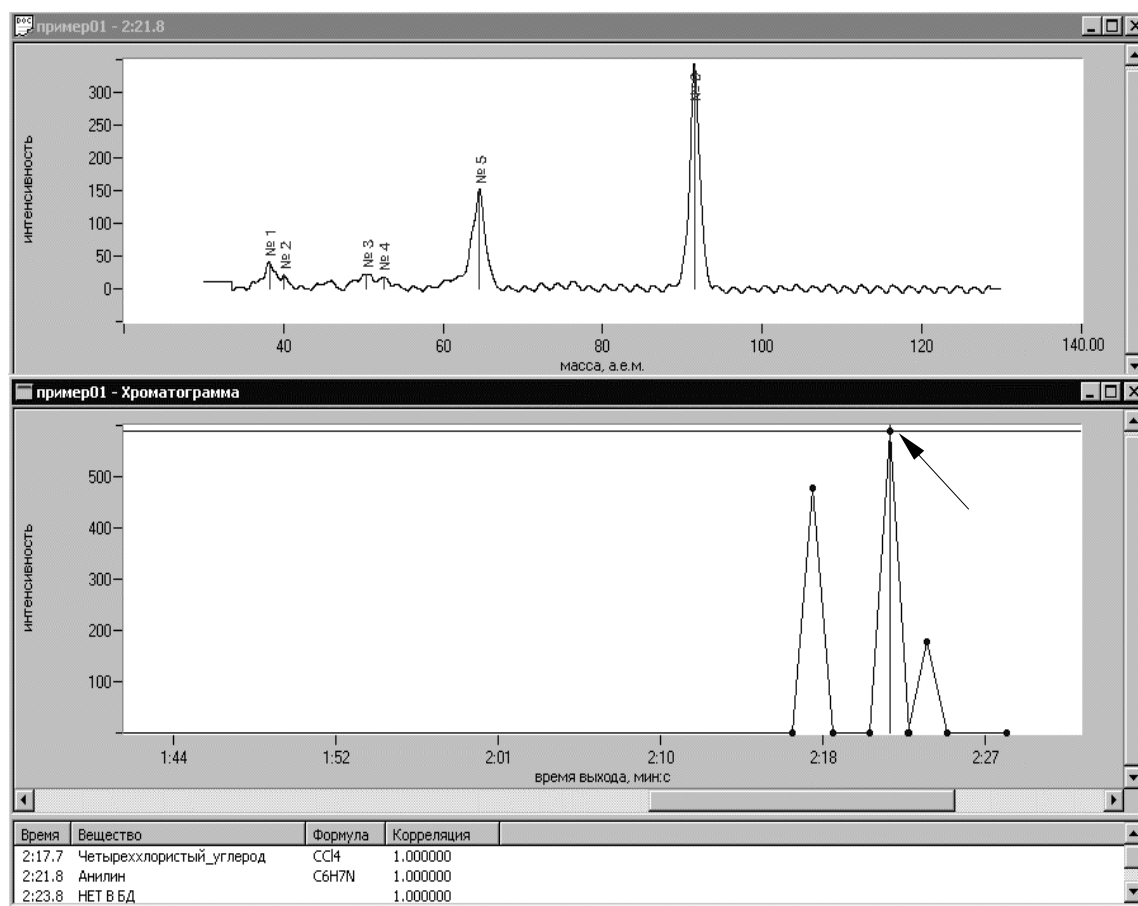 пример01 - 2:21.8
интенсивность
300
250
200
150
100
50
0
№ 1
№ 2
№ 3
№ 4
№ 5
40
60
80
100
120
140.00
масса, а.е.м.
пример01 - Хроматограмма
интенсивность
500
400
300
200
100
1:44
1:52
2:01
2:10
2:18
2:27
время выхода, мин:с
Время Вещество Формула Корреляция
2:17.7 Четыреххлористый_углерод CCl4 1.000000
2:21.8 Анилин C6H7N 1.000000
2:23.8 НЕТ В БД 1.000000